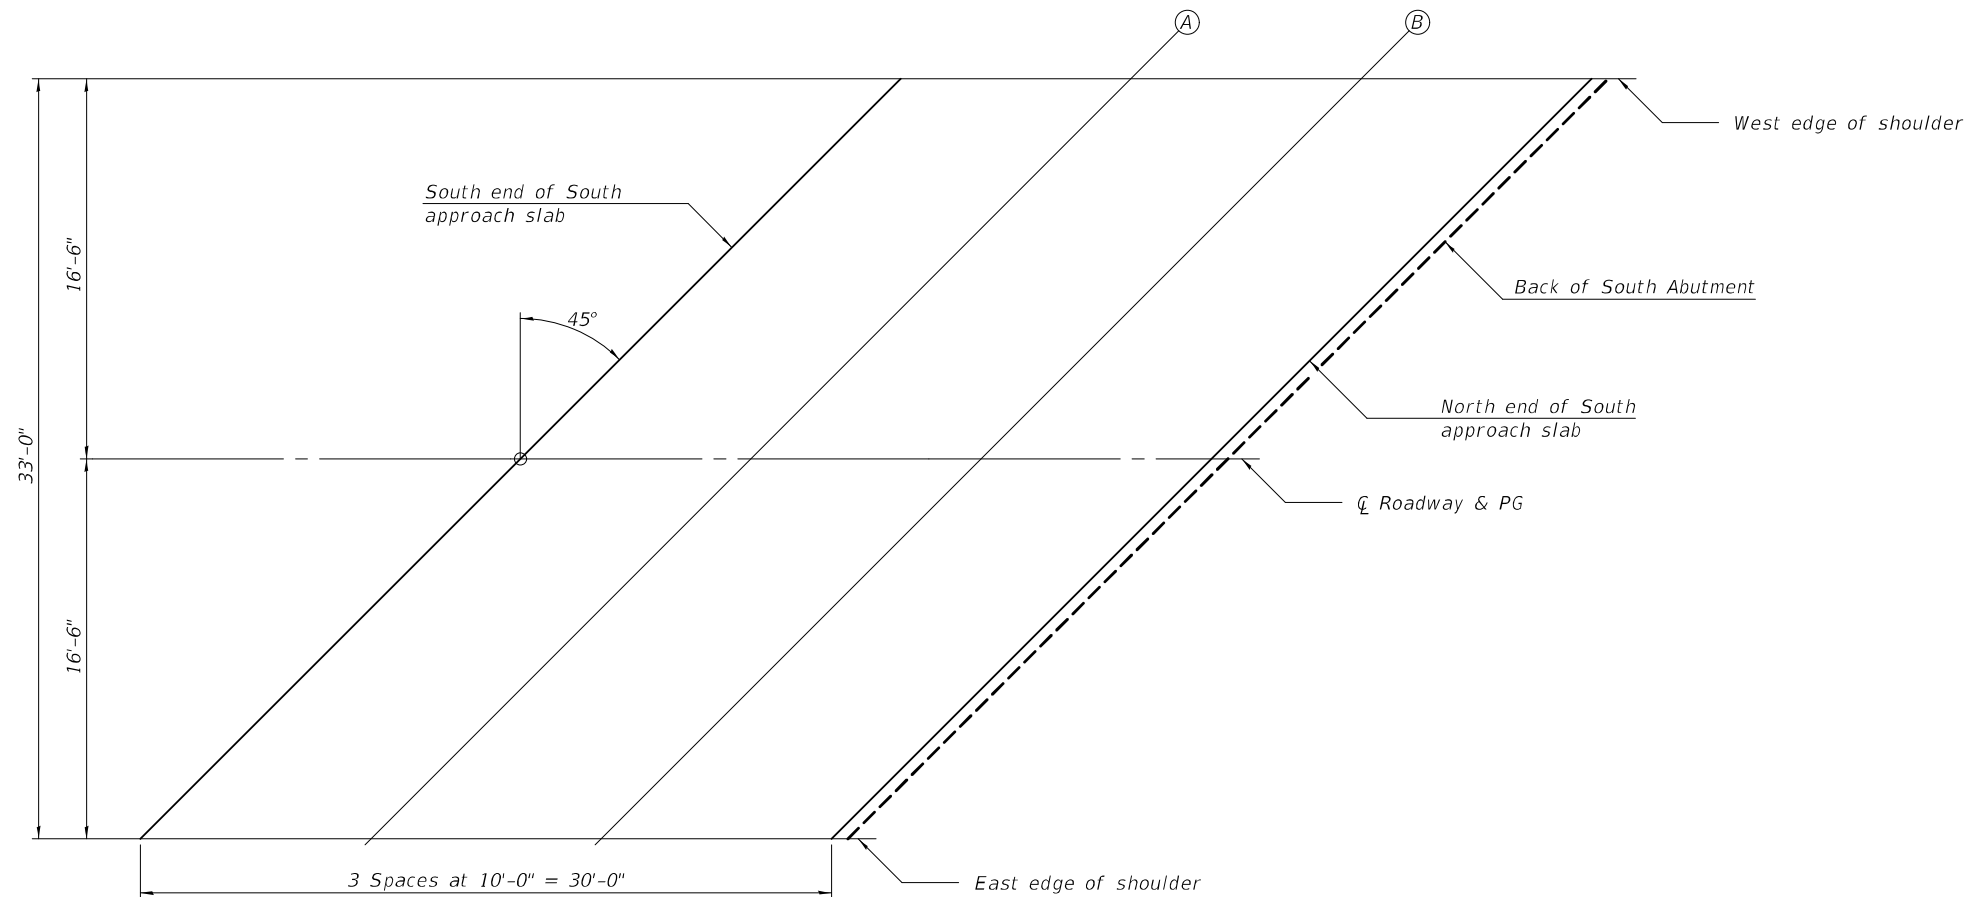 A
B
West edge of shoulder
South end of South
approach slab
16'-6"
Back of South Abutment
45°
North end of South
approach slab
33'-0"
℄ Roadway & PG
16'-6"
3 Spaces at 10'-0" = 30'-0"
East edge of shoulder